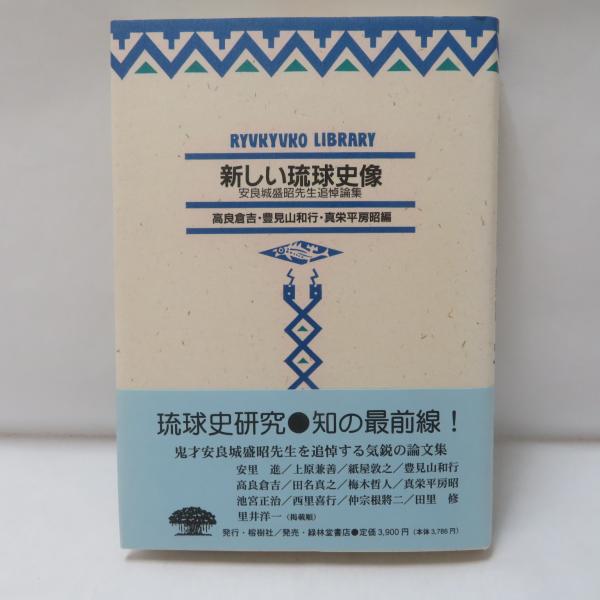 RYUKYUKO LIBRARY
新しい琉球史像
安良城盛昭先生追悼論集
高良倉吉・豊見山和行・真栄平房昭編
琉球史研究●知の最前線！
鬼才安良城盛昭先生を追悼する気鋭の論文集
安里 進／上原兼善／紙屋敦之／豊見山和行
高良倉吉／田名真之／梅木哲人／真栄平房昭
池宮正治／西里喜行／仲宗根將二／田里 修
里井洋一（掲載順）
発行・榕樹社／発売・緑林堂書店●定価3,900円（本体3,786円）